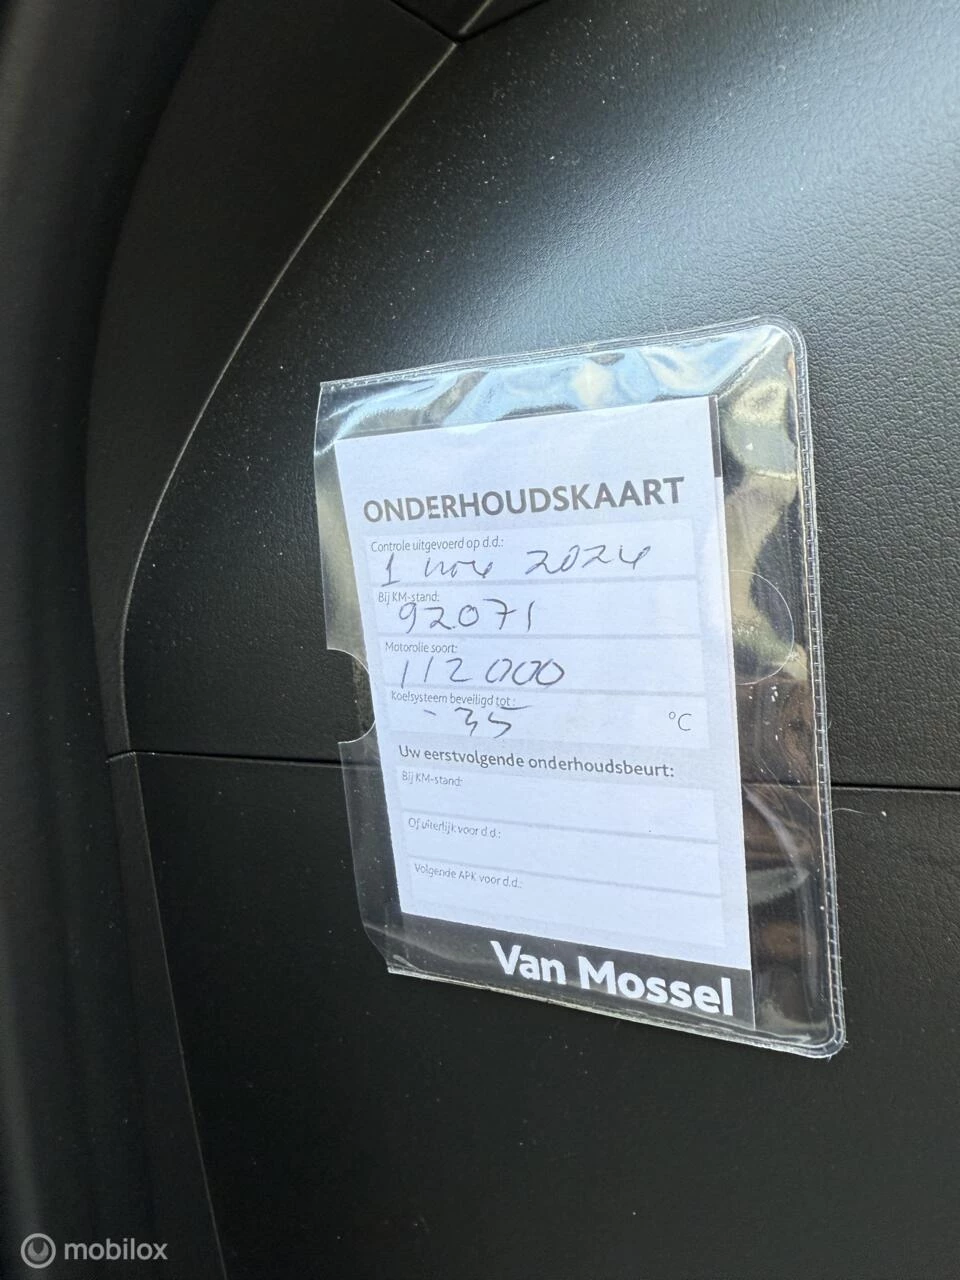 ONDERHOUDSKAART
Controle uitgevoerd op d.d.:
1 nov 2024
Bij KM-stand:
92071
Motorolie soort:
112000
Koelsysteem beveiligd tot:
- 35 °C
Uw eerstvolgende onderhoudsbeurt:
Bij KM-stand:
Of uiterlijk voor d.d.:
Volgende APK voor d.d.:
Van Mossel
mobilox